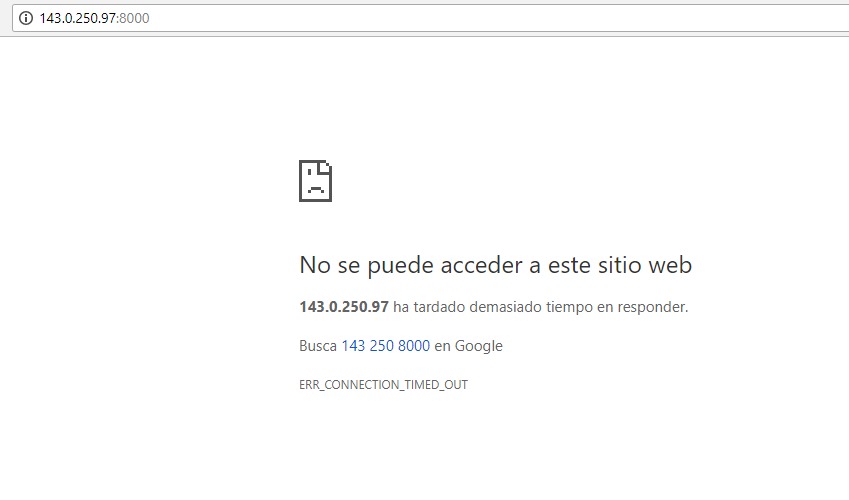 143.0.250.97:8000
No se puede acceder a este sitio web
143.0.250.97 ha tardado demasiado tiempo en responder.
Busca 143 250 8000 en Google
ERR_CONNECTION_TIMED_OUT